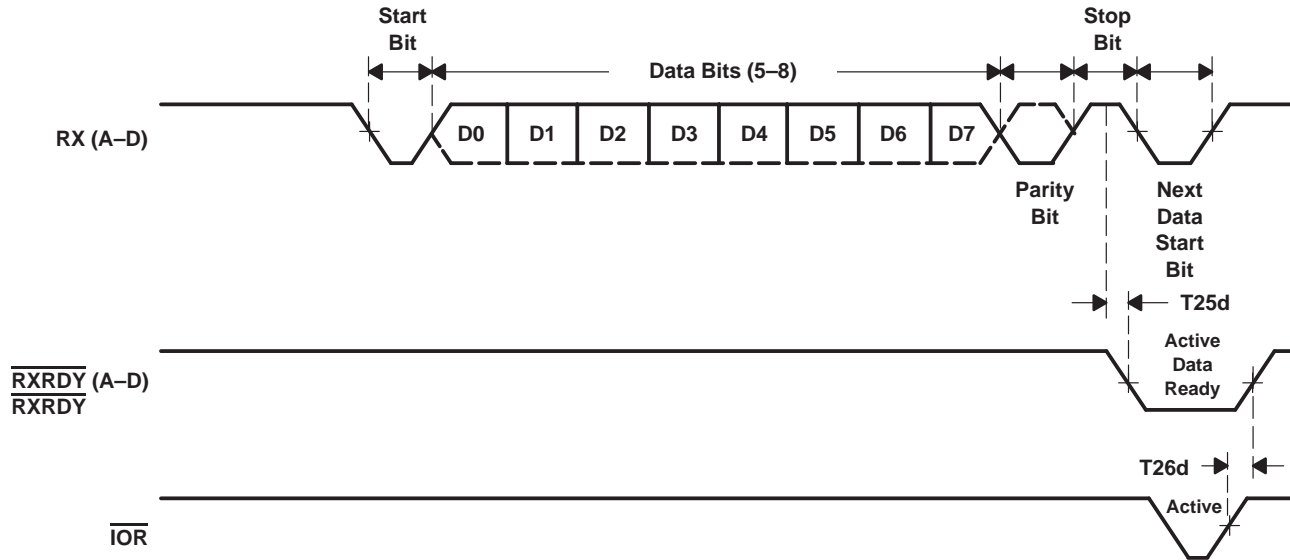 Start
Bit
Stop
Bit
Data Bits (5–8)
RX (A–D)
D0 D1 D2 D3 D4 D5 D6 D7
Parity
Bit
Next
Data
Start
Bit
T25d
RXRDY (A–D)
RXRDY
Active
Data
Ready
T26d
IOR
Active